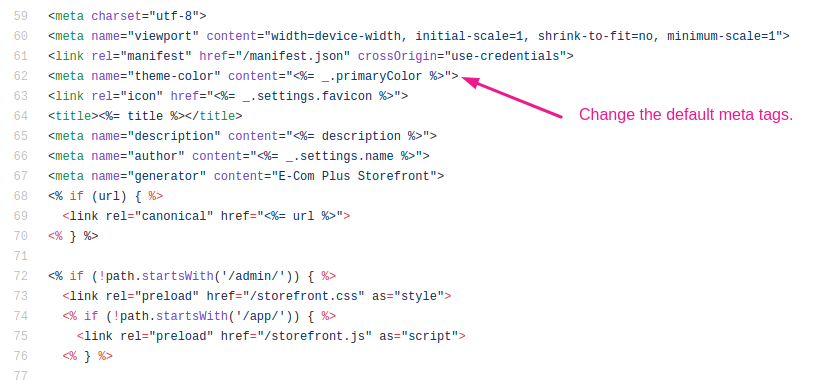 59 <meta charset="utf-8">
60 <meta name="viewport" content="width=device-width, initial-scale=1, shrink-to-fit=no, minimum-scale=1">
61 <link rel="manifest" href="/manifest.json" crossOrigin="use-credentials">
62 <meta name="theme-color" content="<%= _.primaryColor %>">
63 <link rel="icon" href="<%= _.settings.favicon %>">
Change the default meta tags.
64 <title><%= title %></title>
65 <meta name="description" content="<%= description %>">
66 <meta name="author" content="<%= _.settings.name %>">
67 <meta name="generator" content="E-Com Plus Storefront">
68 <% if (url) { %>
69 <link rel="canonical" href="<%= url %>">
70 <% } %>
71
72 <% if (!path.startsWith('/admin/')) { %>
73 <link rel="preload" href="/storefront.css" as="style">
74 <% if (!path.startsWith('/app/')) { %>
75 <link rel="preload" href="/storefront.js" as="script">
76 <% } %>
77